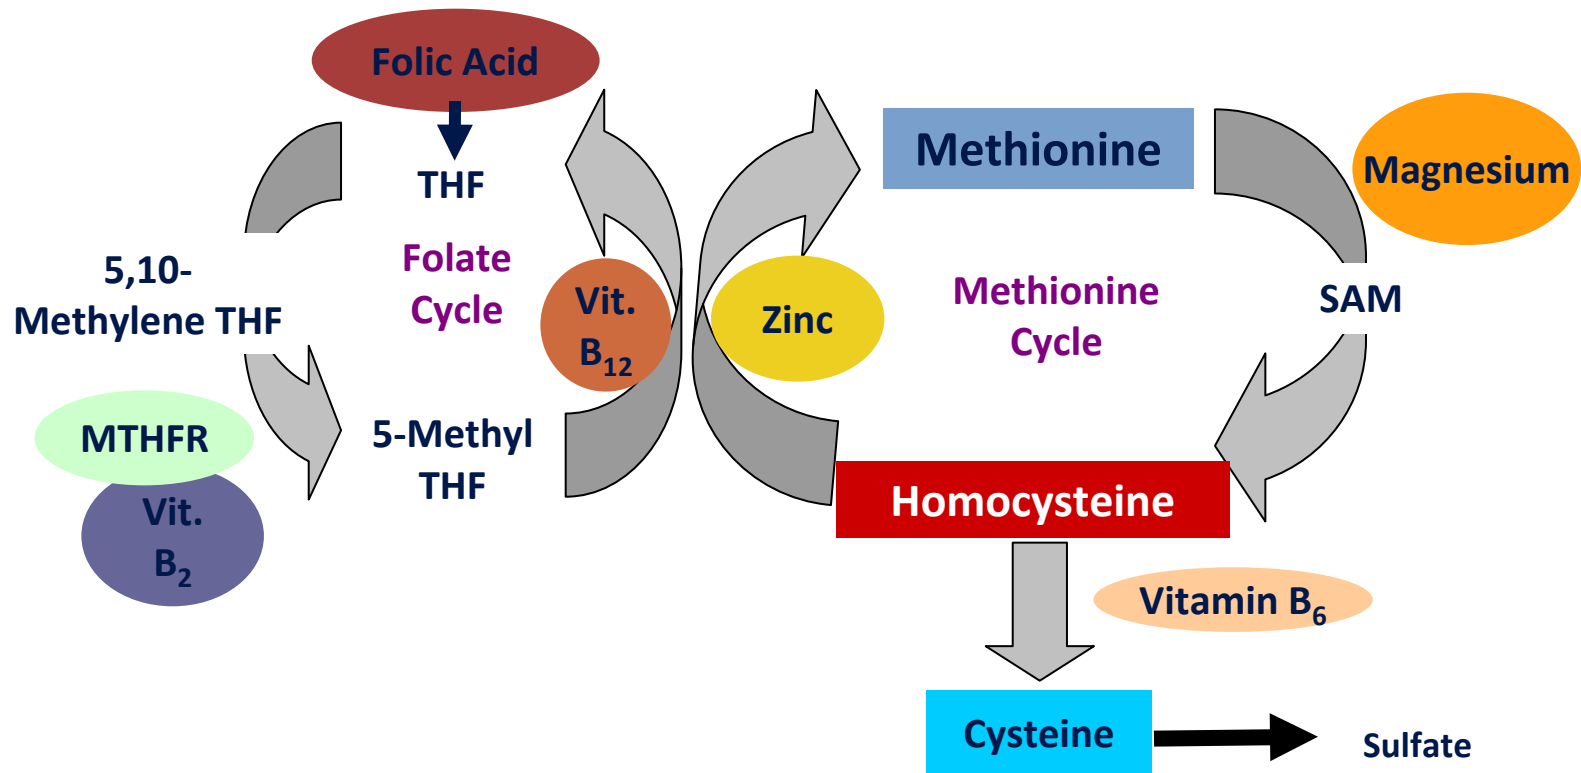 Folic Acid
THF
Folate
Cycle
5,10-
Methylene THF
MTHFR
Vit.
B₂
5-Methyl
THF
Vit.
B₁₂
Zinc
Methionine
Magnesium
Methionine
Cycle
SAM
Homocysteine
Vitamin B₆
Cysteine
Sulfate